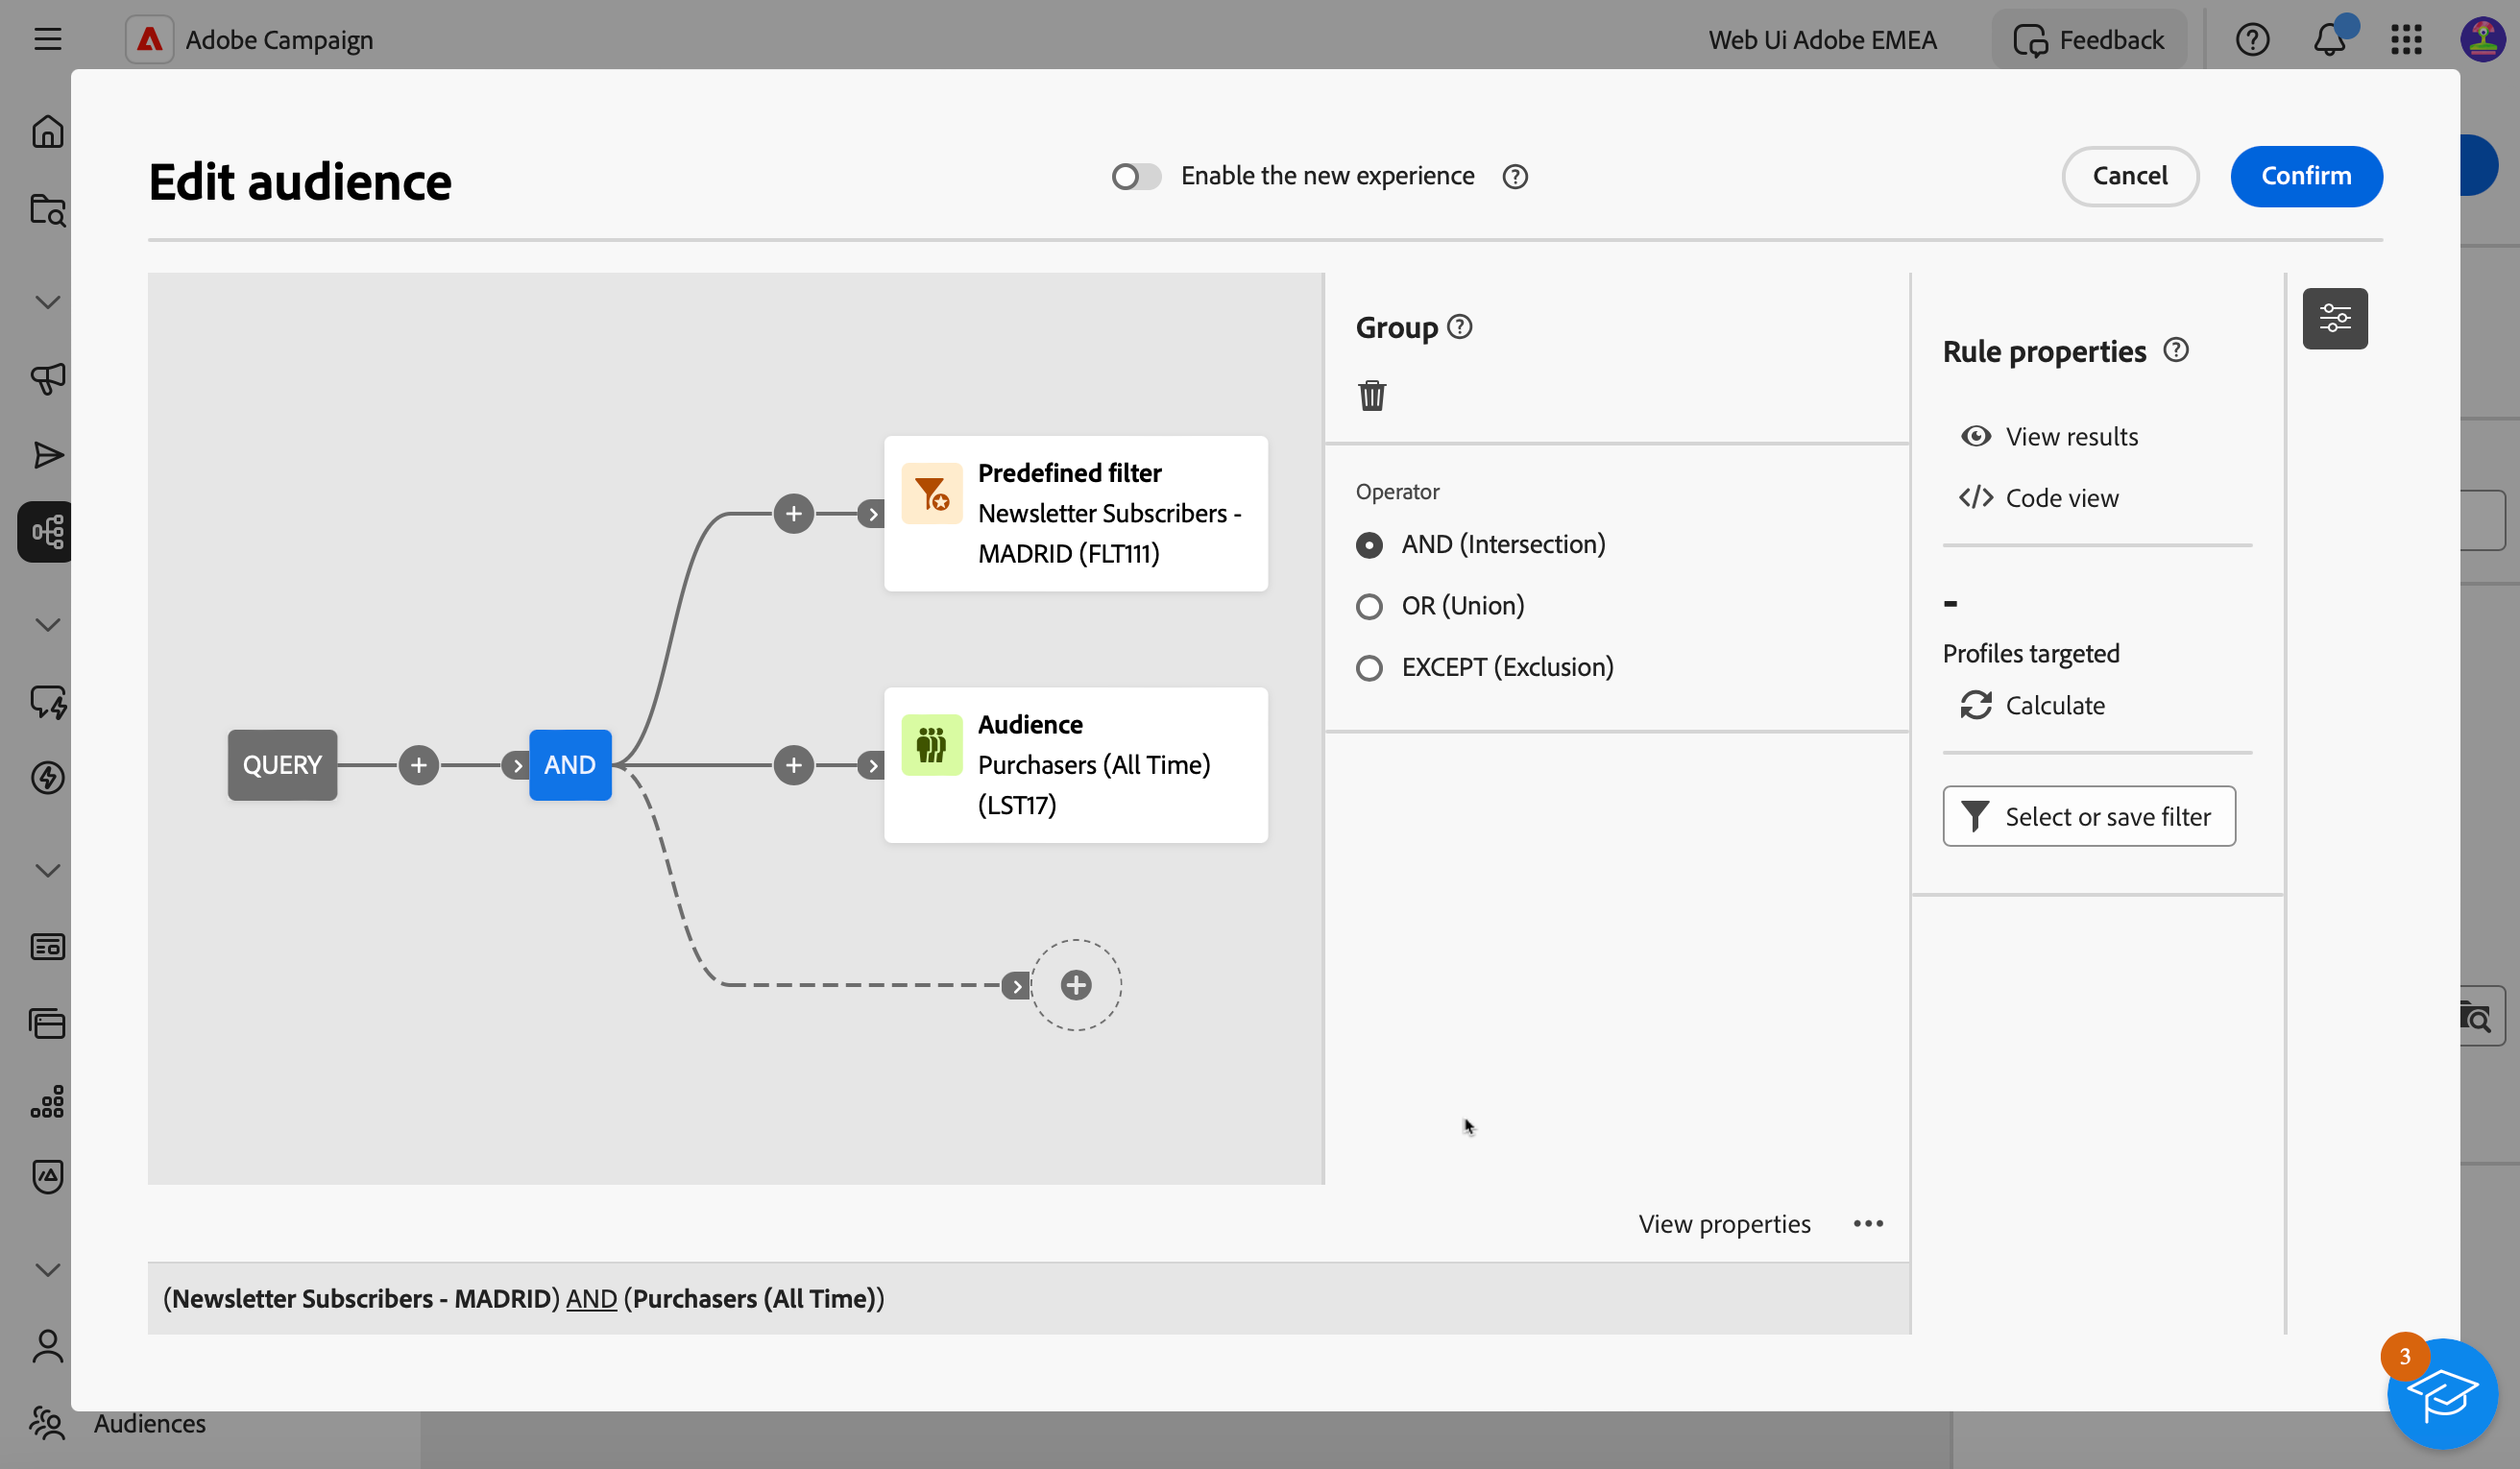 Adobe Campaign
Web Ui Adobe EMEA
Feedback
Edit audience
Enable the new experience
Cancel
Confirm
Predefined filter
Newsletter Subscribers -
MADRID (FLT111)
QUERY
AND
Audience
Purchasers (All Time)
(LST17)
Group
Operator
AND (Intersection)
OR (Union)
EXCEPT (Exclusion)
View properties
(Newsletter Subscribers - MADRID) AND (Purchasers (All Time))
Rule properties
View results
Code view
-
Profiles targeted
Calculate
Select or save filter
3
Audiences